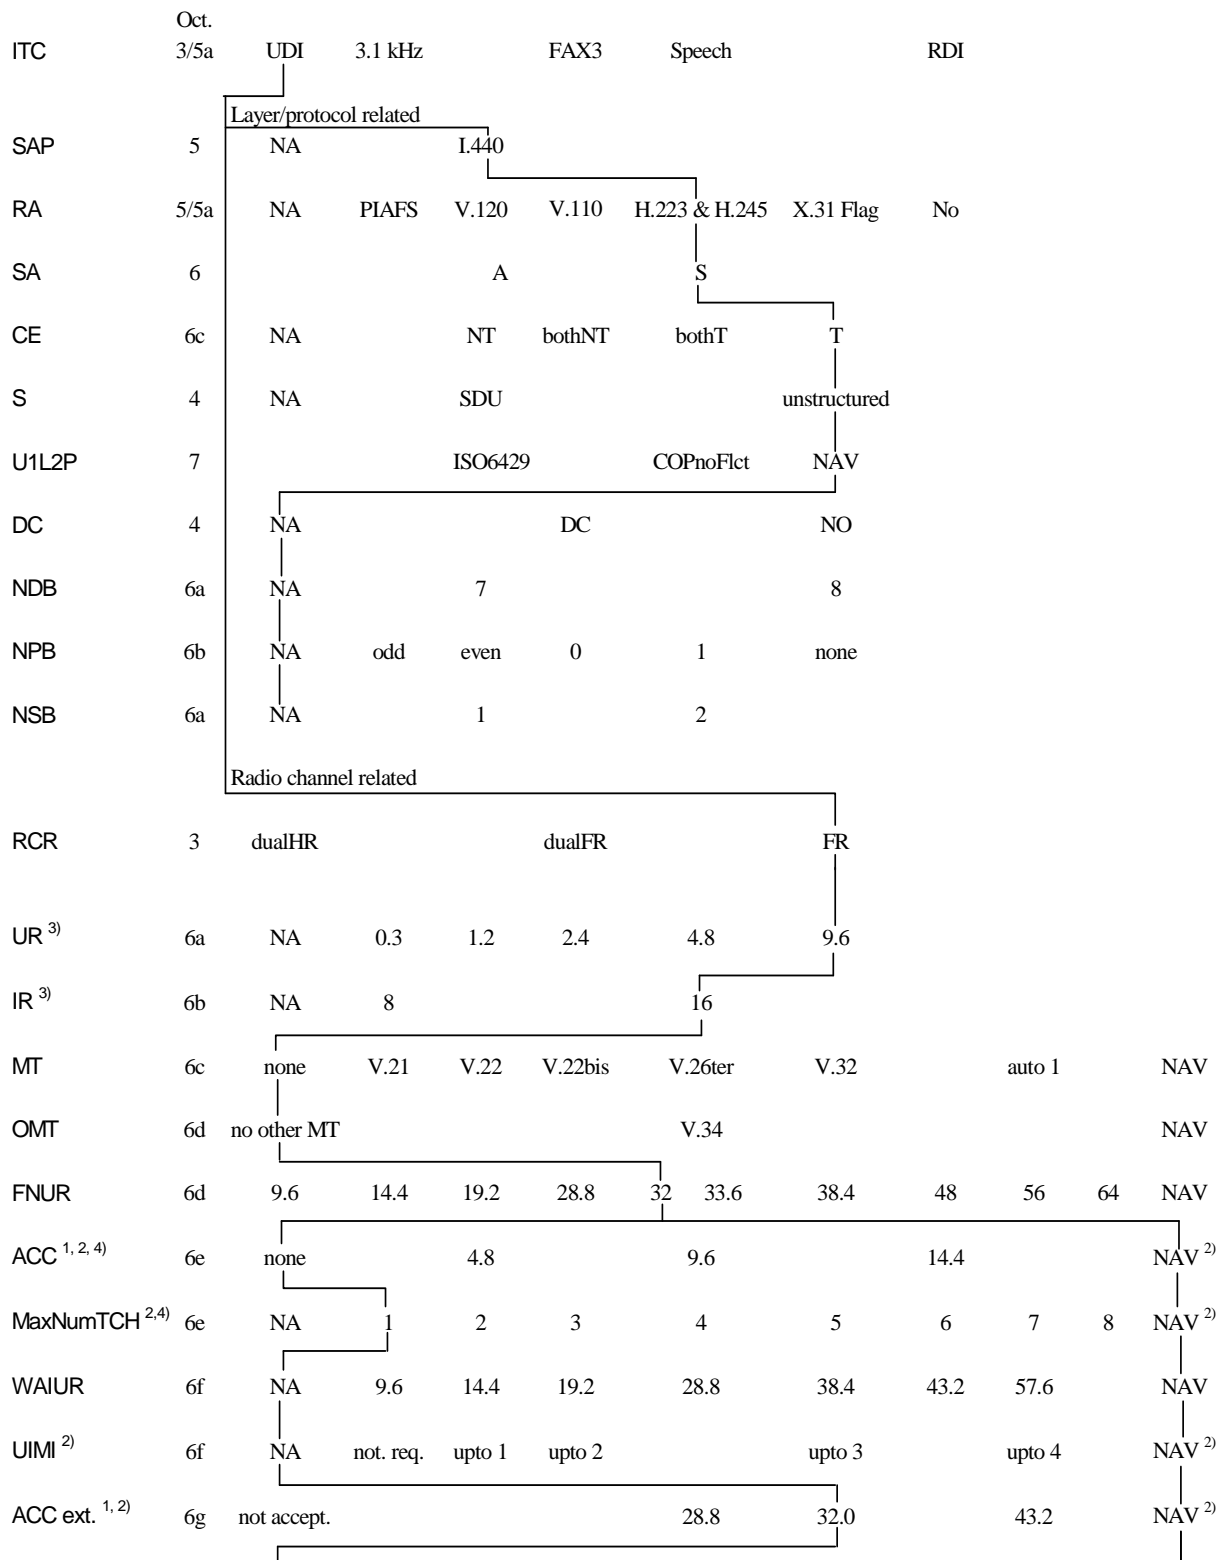 Oct.
ITC 3/5a UDI 3.1 kHz FAX3 Speech RDI
Layer/protocol related
SAP 5 NA I.440
RA 5/5a NA PIAFS V.120 V.110 H.223 & H.245 X.31 Flag No
SA 6 A S
CE 6c NA NT bothNT bothT T
S 4 NA SDU unstructured
U1L2P 7 ISO6429 COPnoFlct NAV
DC 4 NA DC NO
NDB 6a NA 7 8
NPB 6b NA odd even 0 1 none
NSB 6a NA 1 2
Radio channel related
RCR 3 dualHR dualFR FR
UR 3) 6a NA 0.3 1.2 2.4 4.8 9.6
IR 3) 6b NA 8 16
MT 6c none V.21 V.22 V.22bis V.26ter V.32 auto 1 NAV
OMT 6d no other MT V.34 NAV
FNUR 6d 9.6 14.4 19.2 28.8 32 33.6 38.4 48 56 64 NAV
ACC 1, 2, 4) 6e none 4.8 9.6 14.4 NAV 2)
MaxNumTCH 2,4) 6e NA 1 2 3 4 5 6 7 8 NAV 2)
WAIUR 6f NA 9.6 14.4 19.2 28.8 38.4 43.2 57.6 NAV
UIMI 2) 6f NA not. req. upto 1 upto 2 upto 3 upto 4 NAV 2)
ACC ext. 1, 2) 6g not accept. 28.8 32.0 43.2 NAV 2)